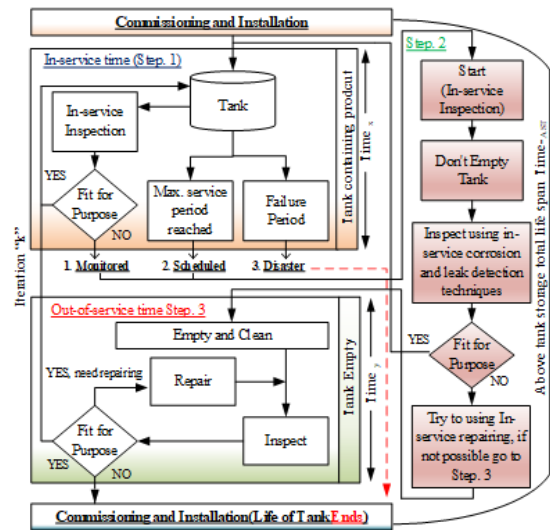 Commissioning and Installation
In-service time (Step. 1)
Step. 2
Start
(In-service
Inspection)
In-service
Inspection
Tank
Don't Empty
Tank
YES
Fit for
Purpose
NO
Max. service
period
reached
Failure
Period
Tank containing prodcut
Time x
Inspect using in-
service corrosion
and leak detection
techniques
1. Monitored
2. Scheduled
3. Disaster
Itenition "k"
Out-of-service time Step. 3
Empty and Clean
YES
Fit for
Purpose
NO
YES, need repairing
Repair
Tank Empty
Time y
Fit for
Purpose
Inspect
YES
NO
Try to using In-
service repairing, if
not possible go to
Step. 3
Above tank storage total life span Time-AST
Commissioning and Installation(Life of Tank Ends)